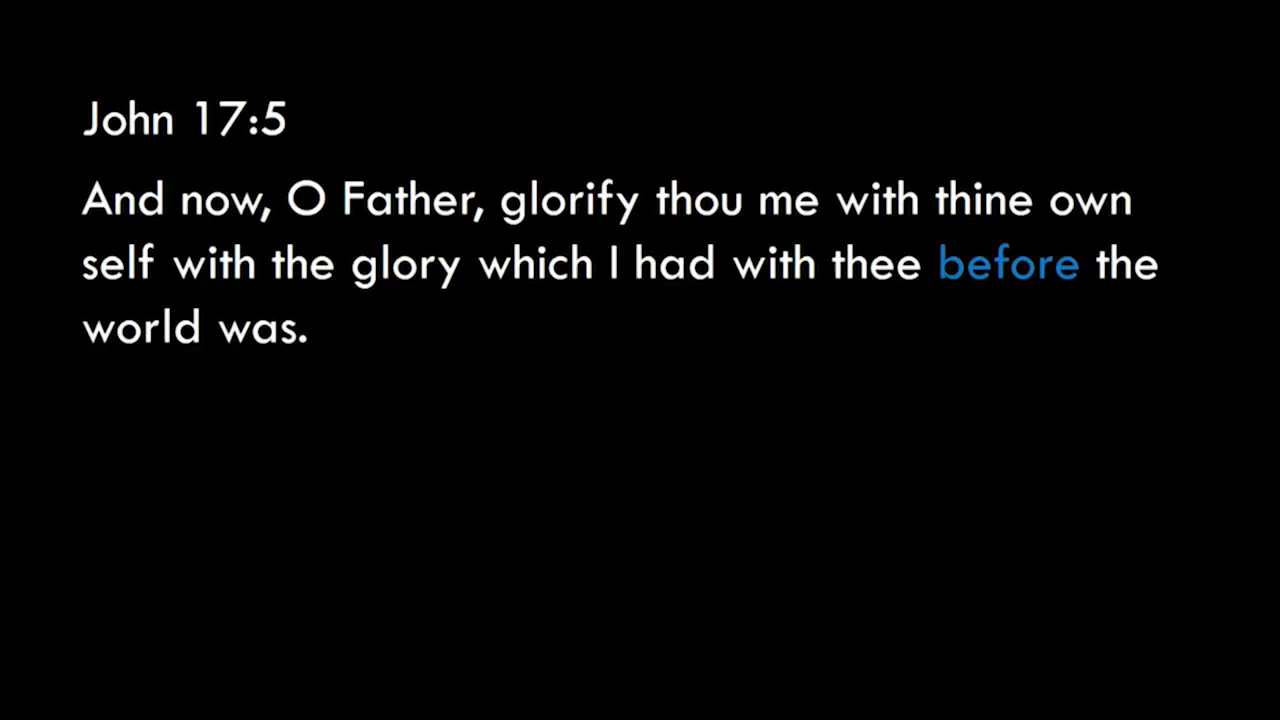 John 17:5
And now, O Father, glorify thou me with thine own
self with the glory which I had with thee before the
world was.